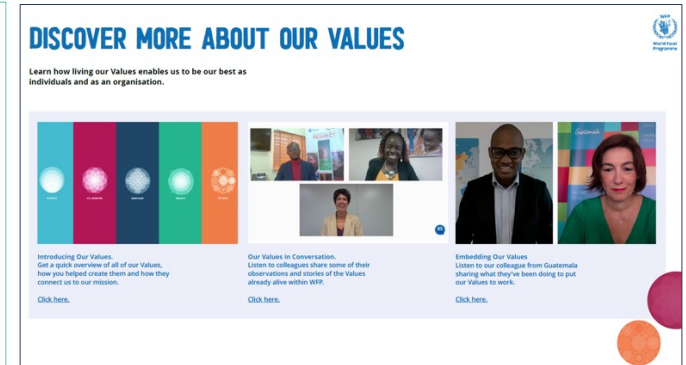 DISCOVER MORE ABOUT OUR VALUES
WFP
World Food
Programme
Learn how living our Values enables us to be our best as
individuals and as an organisation.
Guatemala
Introducing Our Values.
Get a quick overview of all of our Values,
how you helped create them and how they
connect us to our mission.
Click here.
Our Values in Conversation.
Listen to colleagues share some of their
observations and stories of the Values
already alive within WFP.
Click here.
Embedding Our Values
Listen to our colleague from Guatemala
sharing what they've been doing to put
our Values to work.
Click here.